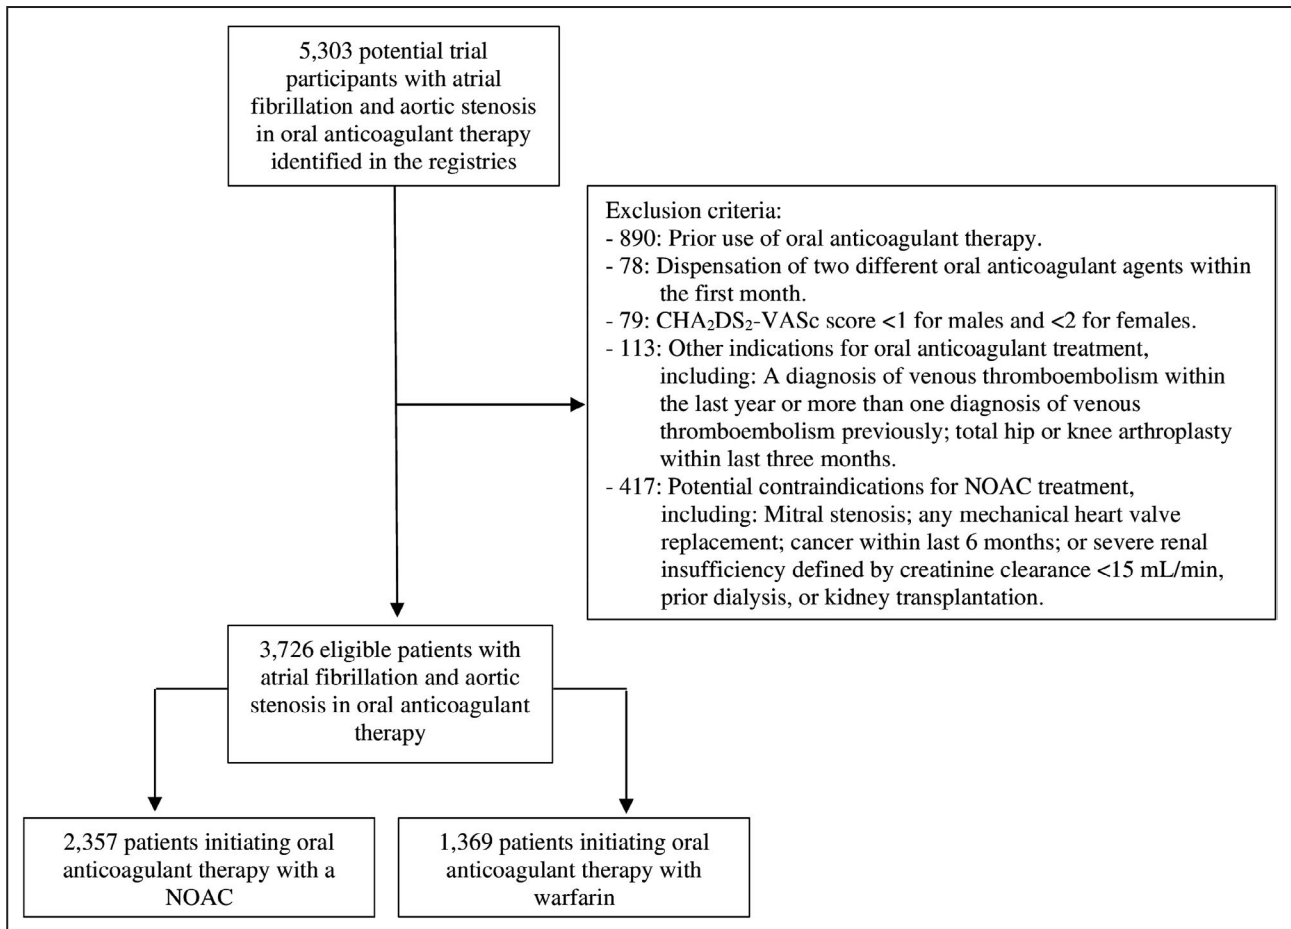 5,303 potential trial
participants with atrial
fibrillation and aortic stenosis
in oral anticoagulant therapy
identified in the registries
Exclusion criteria:
- 890: Prior use of oral anticoagulant therapy.
- 78: Dispensation of two different oral anticoagulant agents within
the first month.
- 79: CHA₂DS₂-VASc score <1 for males and <2 for females.
- 113: Other indications for oral anticoagulant treatment,
including: A diagnosis of venous thromboembolism within
the last year or more than one diagnosis of venous
thromboembolism previously; total hip or knee arthroplasty
within last three months.
- 417: Potential contraindications for NOAC treatment,
including: Mitral stenosis; any mechanical heart valve
replacement; cancer within last 6 months; or severe renal
insufficiency defined by creatinine clearance <15 mL/min,
prior dialysis, or kidney transplantation.
3,726 eligible patients with
atrial fibrillation and aortic
stenosis in oral anticoagulant
therapy
2,357 patients initiating oral
anticoagulant therapy with a
NOAC
1,369 patients initiating oral
anticoagulant therapy with
warfarin